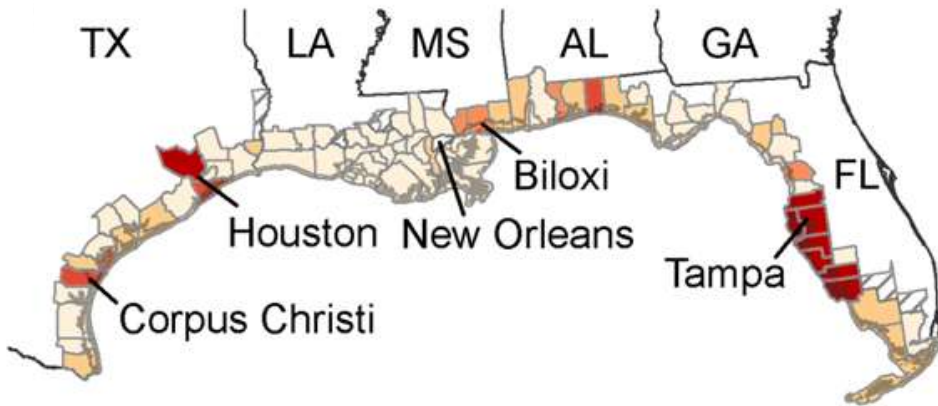 TX LA MS AL GA
Biloxi FL
Houston New Orleans
Tampa
Corpus Christi